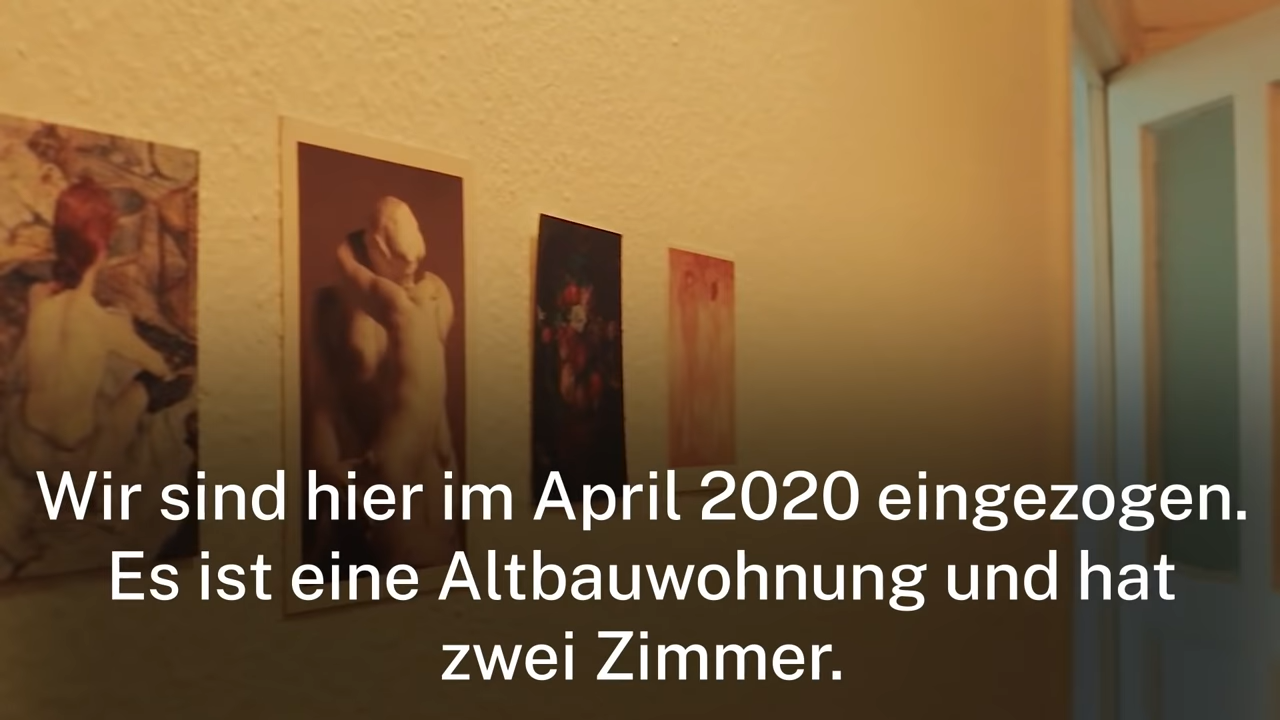 Wir sind hier im April 2020 eingezogen.
Es ist eine Altbauwohnung und hat
zwei Zimmer.